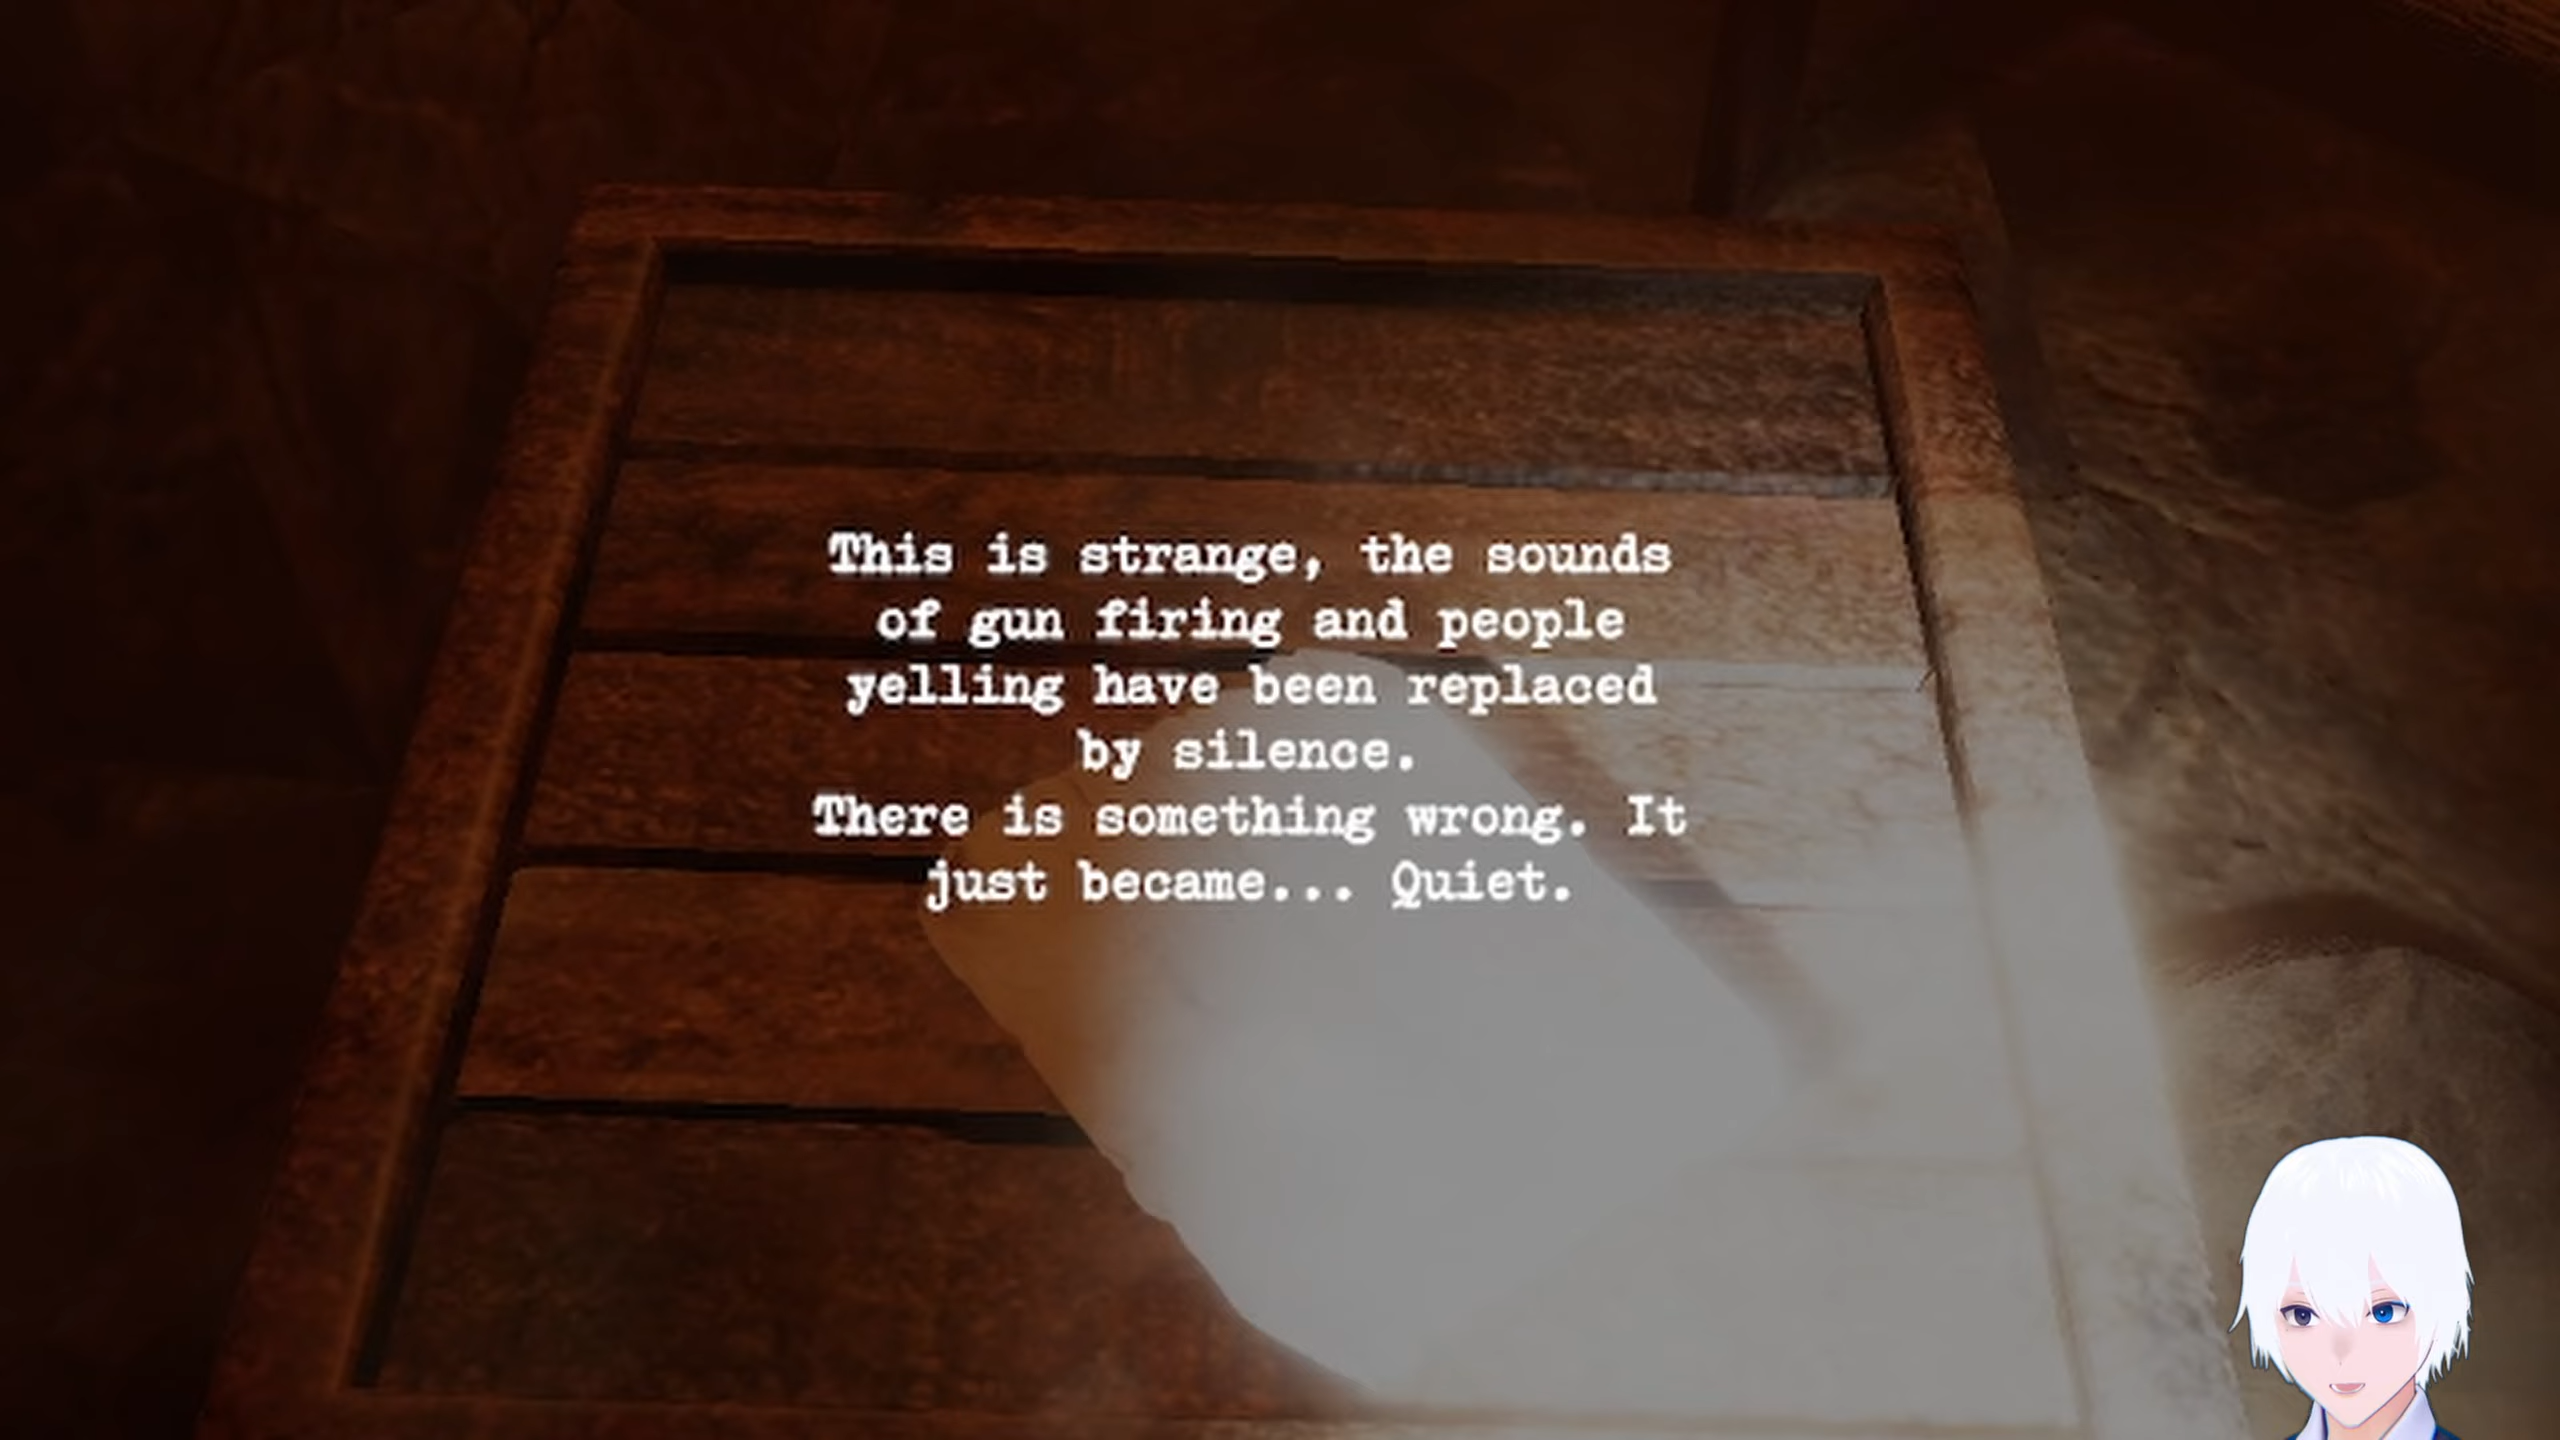 This is strange, the sounds
of gun firing and people
yelling have been replaced
by silence.
There is something wrong. It
just became... Quiet.